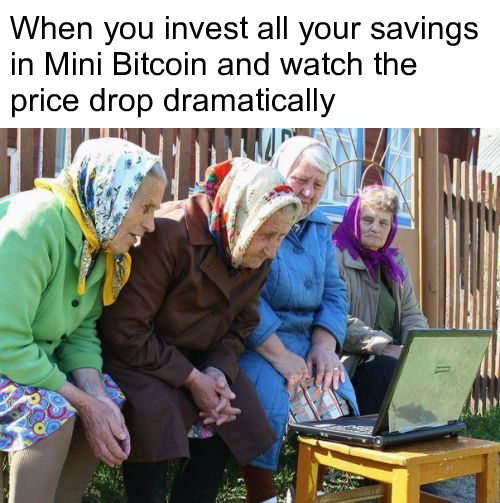 When you invest all your savings
in Mini Bitcoin and watch the
price drop dramatically